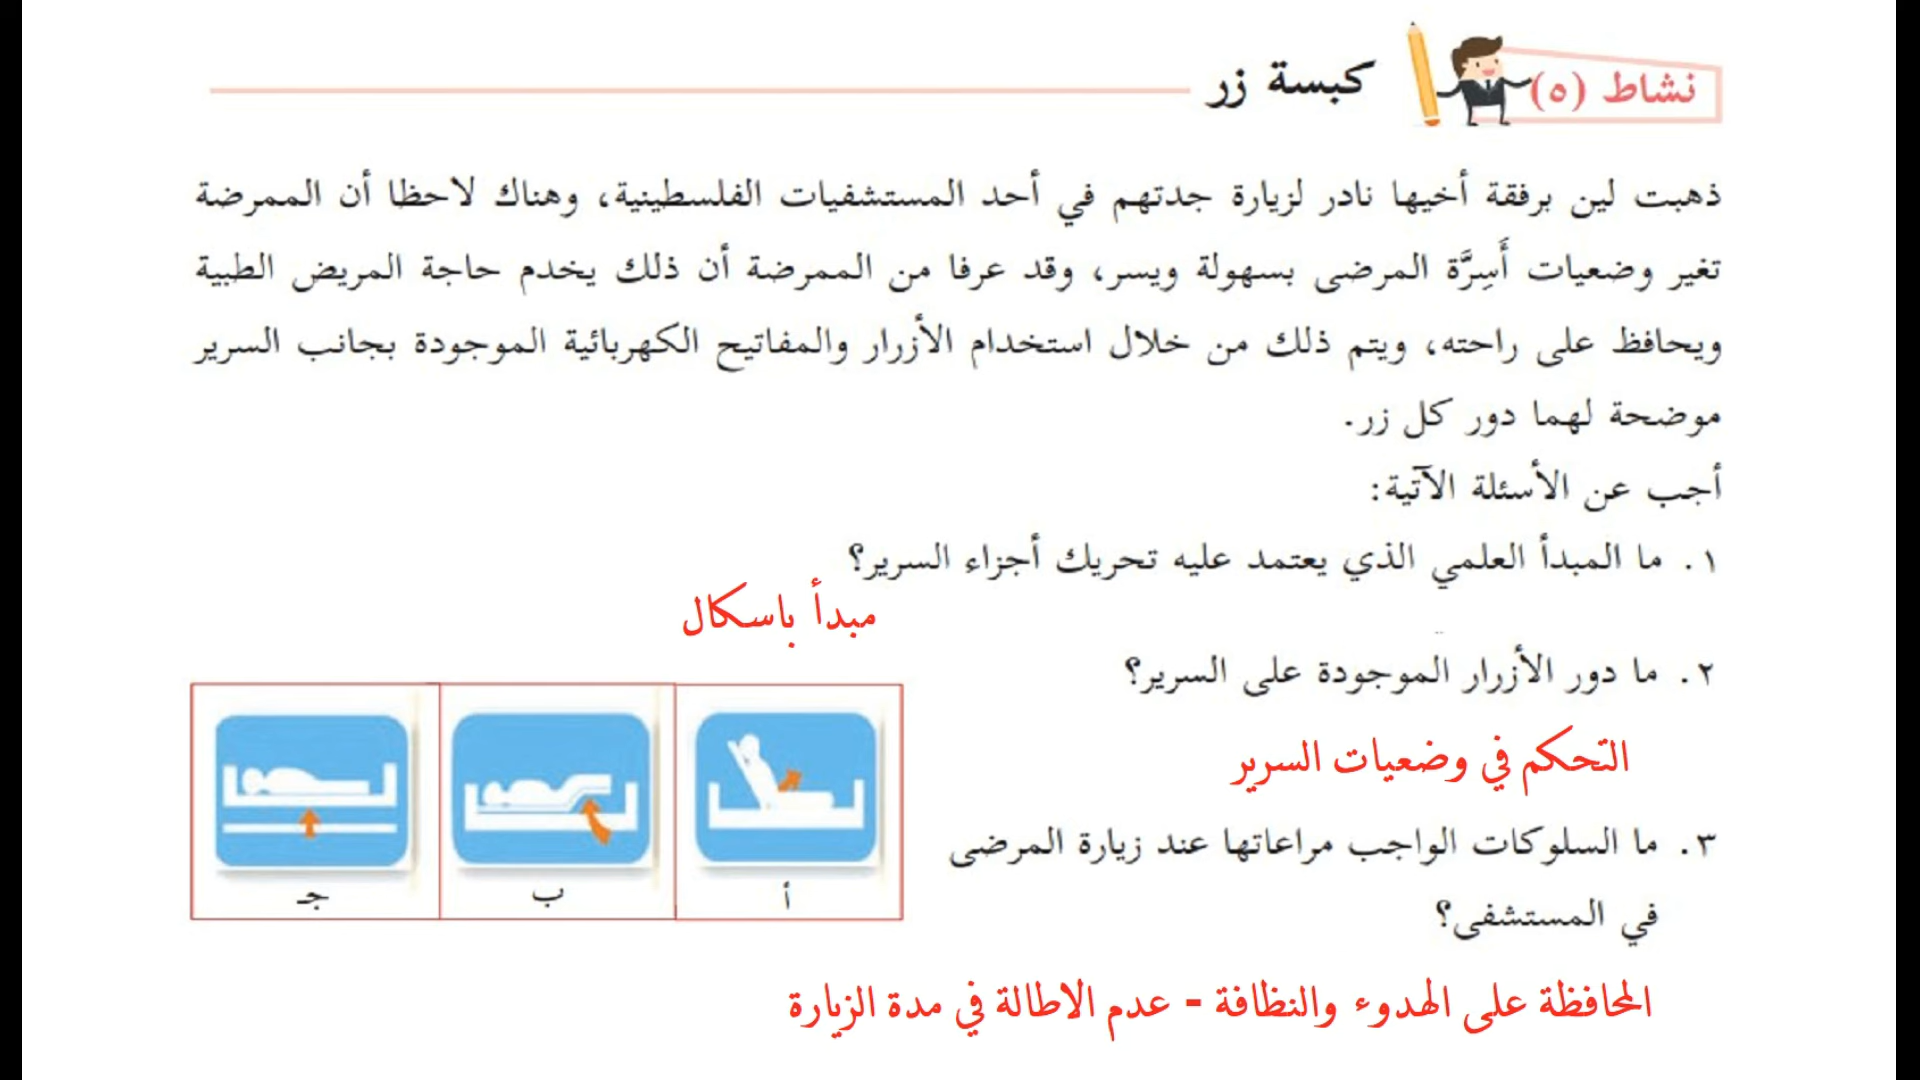 نشاط (٥)
كبسة زر
ذهبت لين برفقة أخيها نادر لزيارة جدتهم في أحد المستشفيات الفلسطينية، وهناك لاحظا أن الممرضة
تغير وضعيات أَسِرَّة المرضى بسهولة ويسر، وقد عرفا من الممرضة أن ذلك يخدم حاجة المريض الطبية
ويحافظ على راحته، ويتم ذلك من خلال استخدام الأزرار والمفاتيح الكهربائية الموجودة بجانب السرير
موضحة لهما دور كل زر.
أجب عن الأسئلة الآتية:
١. ما المبدأ العلمي الذي يعتمد عليه تحريك أجزاء السرير؟
مبدأ باسكال
٢. ما دور الأزرار الموجودة على السرير؟
التحكم في وضعيات السرير
٣. ما السلوكات الواجب مراعاتها عند زيارة المرضى
في المستشفى؟
أ
ب
جـ
المحافظة على الهدوء والنظافة - عدم الاطالة في مدة الزيارة